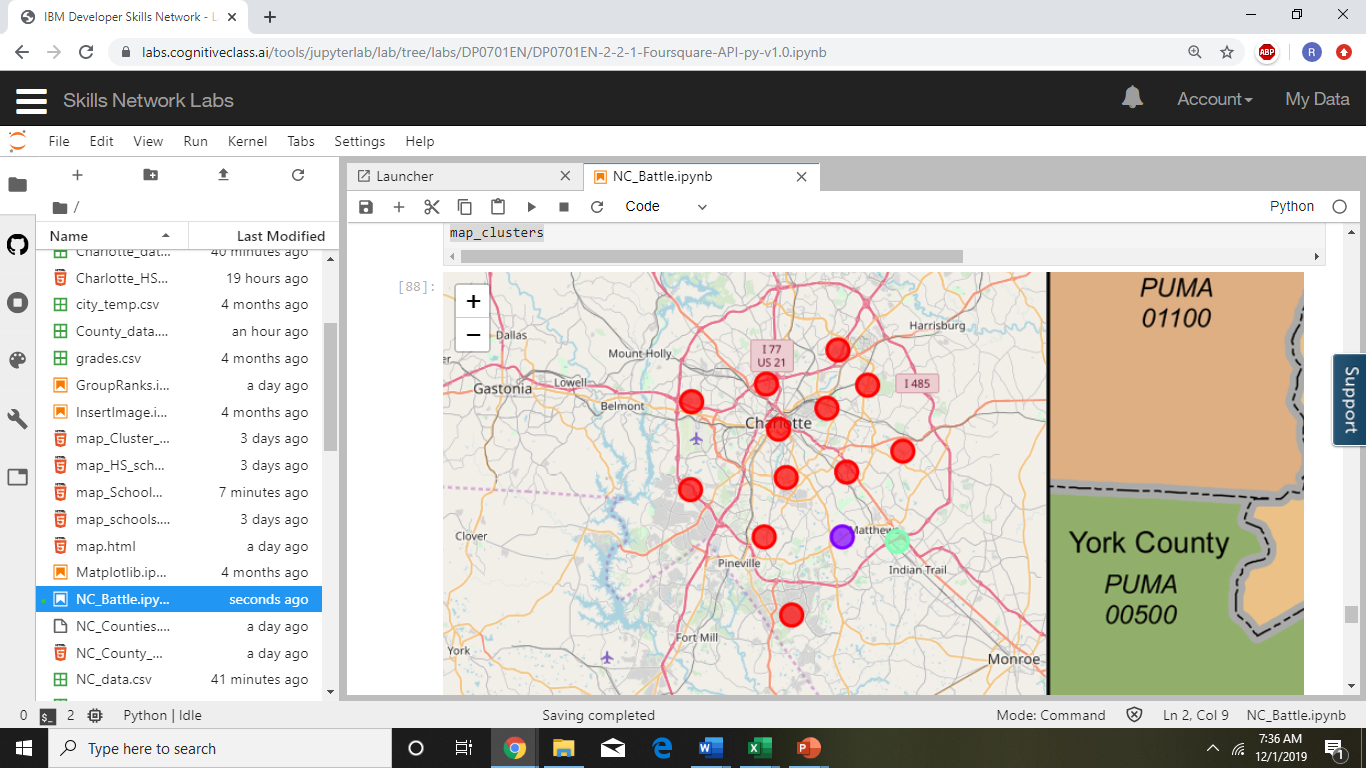 IBM Developer Skills Network - L
labs.cognitiveclass.ai/tools/jupyterlab/lab/tree/labs/DP0701EN/DP0701EN-2-2-1-Foursquare-API-py-v1.0.ipynb
ABP
R
Skills Network Labs
Account
My Data
File Edit View Run Kernel Tabs Settings Help
Launcher
NC_Battle.ipynb
/
Code
Python
Name
Last Modified
Charlotte_dat... 40 minutes ago
Charlotte_HS... 19 hours ago
city_temp.csv 4 months ago
County_data.... an hour ago
grades.csv 4 months ago
GroupRanks.i... a day ago
InsertImage.i... 4 months ago
map_Cluster_... 3 days ago
map_HS_sch... 3 days ago
map_School... 7 minutes ago
map_schools.... 3 days ago
map.html a day ago
Matplotlib.ip... 4 months ago
NC_Battle.ipy... seconds ago
NC_Counties.... a day ago
NC_County_... a day ago
NC_data.csv 41 minutes ago
map_clusters
[88]:
+
−
Dallas
Harrisburg
Mount Holly
I 77
US 21
Gastonia
Lowell
I 485
Belmont
Charlotte
Clover
Matthews
Pineville
Indian Trail
Fort Mill
York
Monroe
PUMA
01100
York County
PUMA
00500
Support
0
2
Python | Idle
Saving completed
Mode: Command
Ln 2, Col 9
NC_Battle.ipynb
Type here to search
7:36 AM
12/1/2019
1